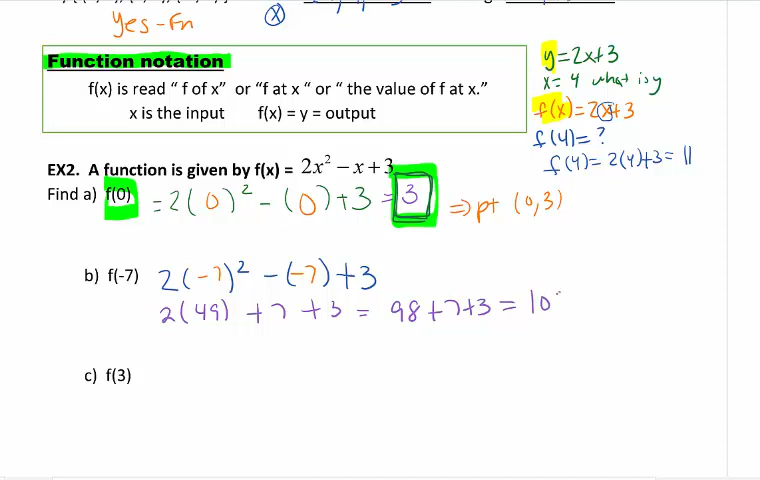 Yes - Fn
Function notation
f(x) is read “ f of x” or “f at x “ or “ the value of f at x.”
x is the input f(x) = y = output
y=2x+3
x=4 what is y
f(x)=2x+3
f(4)=?
f(4)=2(4)+3=11
EX2. A function is given by f(x) = 2x² − x + 3
Find a) f(0) = 2(0)² - (0) + 3 = 3 ⇒ pt (0,3)
b) f(-7) 2(-7)² - (-7) + 3
2(49) + 7 + 3 = 98+7+3 = 10
c) f(3)